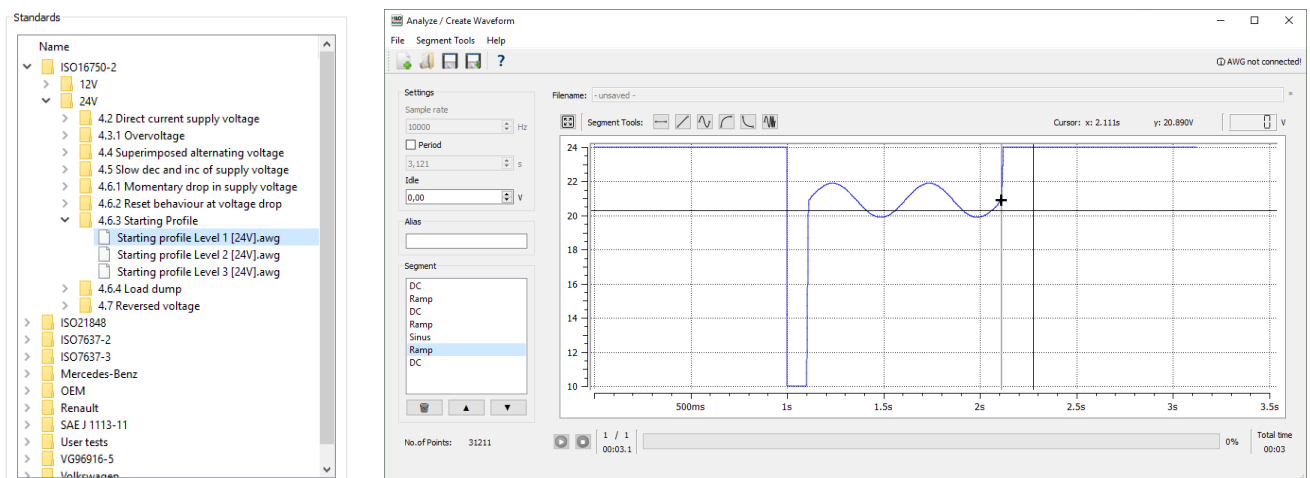 Standards
Name
ISO16750-2
12V
24V
4.2 Direct current supply voltage
4.3.1 Overvoltage
4.4 Superimposed alternating voltage
4.5 Slow dec and inc of supply voltage
4.6.1 Momentary drop in supply voltage
4.6.2 Reset behaviour at voltage drop
4.6.3 Starting Profile
Starting profile Level 1 [24V].awg
Starting profile Level 2 [24V].awg
Starting profile Level 3 [24V].awg
4.6.4 Load dump
4.7 Reversed voltage
ISO21848
ISO7637-2
ISO7637-3
Mercedes-Benz
OEM
Renault
SAE J 1113-11
User tests
VG96916-5
Volkswagen
Analyze / Create Waveform
File Segment Tools Help
?
AWG not connected!
Settings
Sample rate
10000 Hz
Period
3,121 s
Idle
0,00 V
Alias
Segment
DC
Ramp
DC
Ramp
Sinus
Ramp
DC
No.of Points: 31211
Filename: - unsaved - *
Segment Tools:
Cursor: x: 2.111s y: 20.890V
0 V
24
22
20
18
16
14
12
10
500ms 1s 1.5s 2s 2.5s 3s 3.5s
1 / 1
00:03.1
0%
Total time
00:03